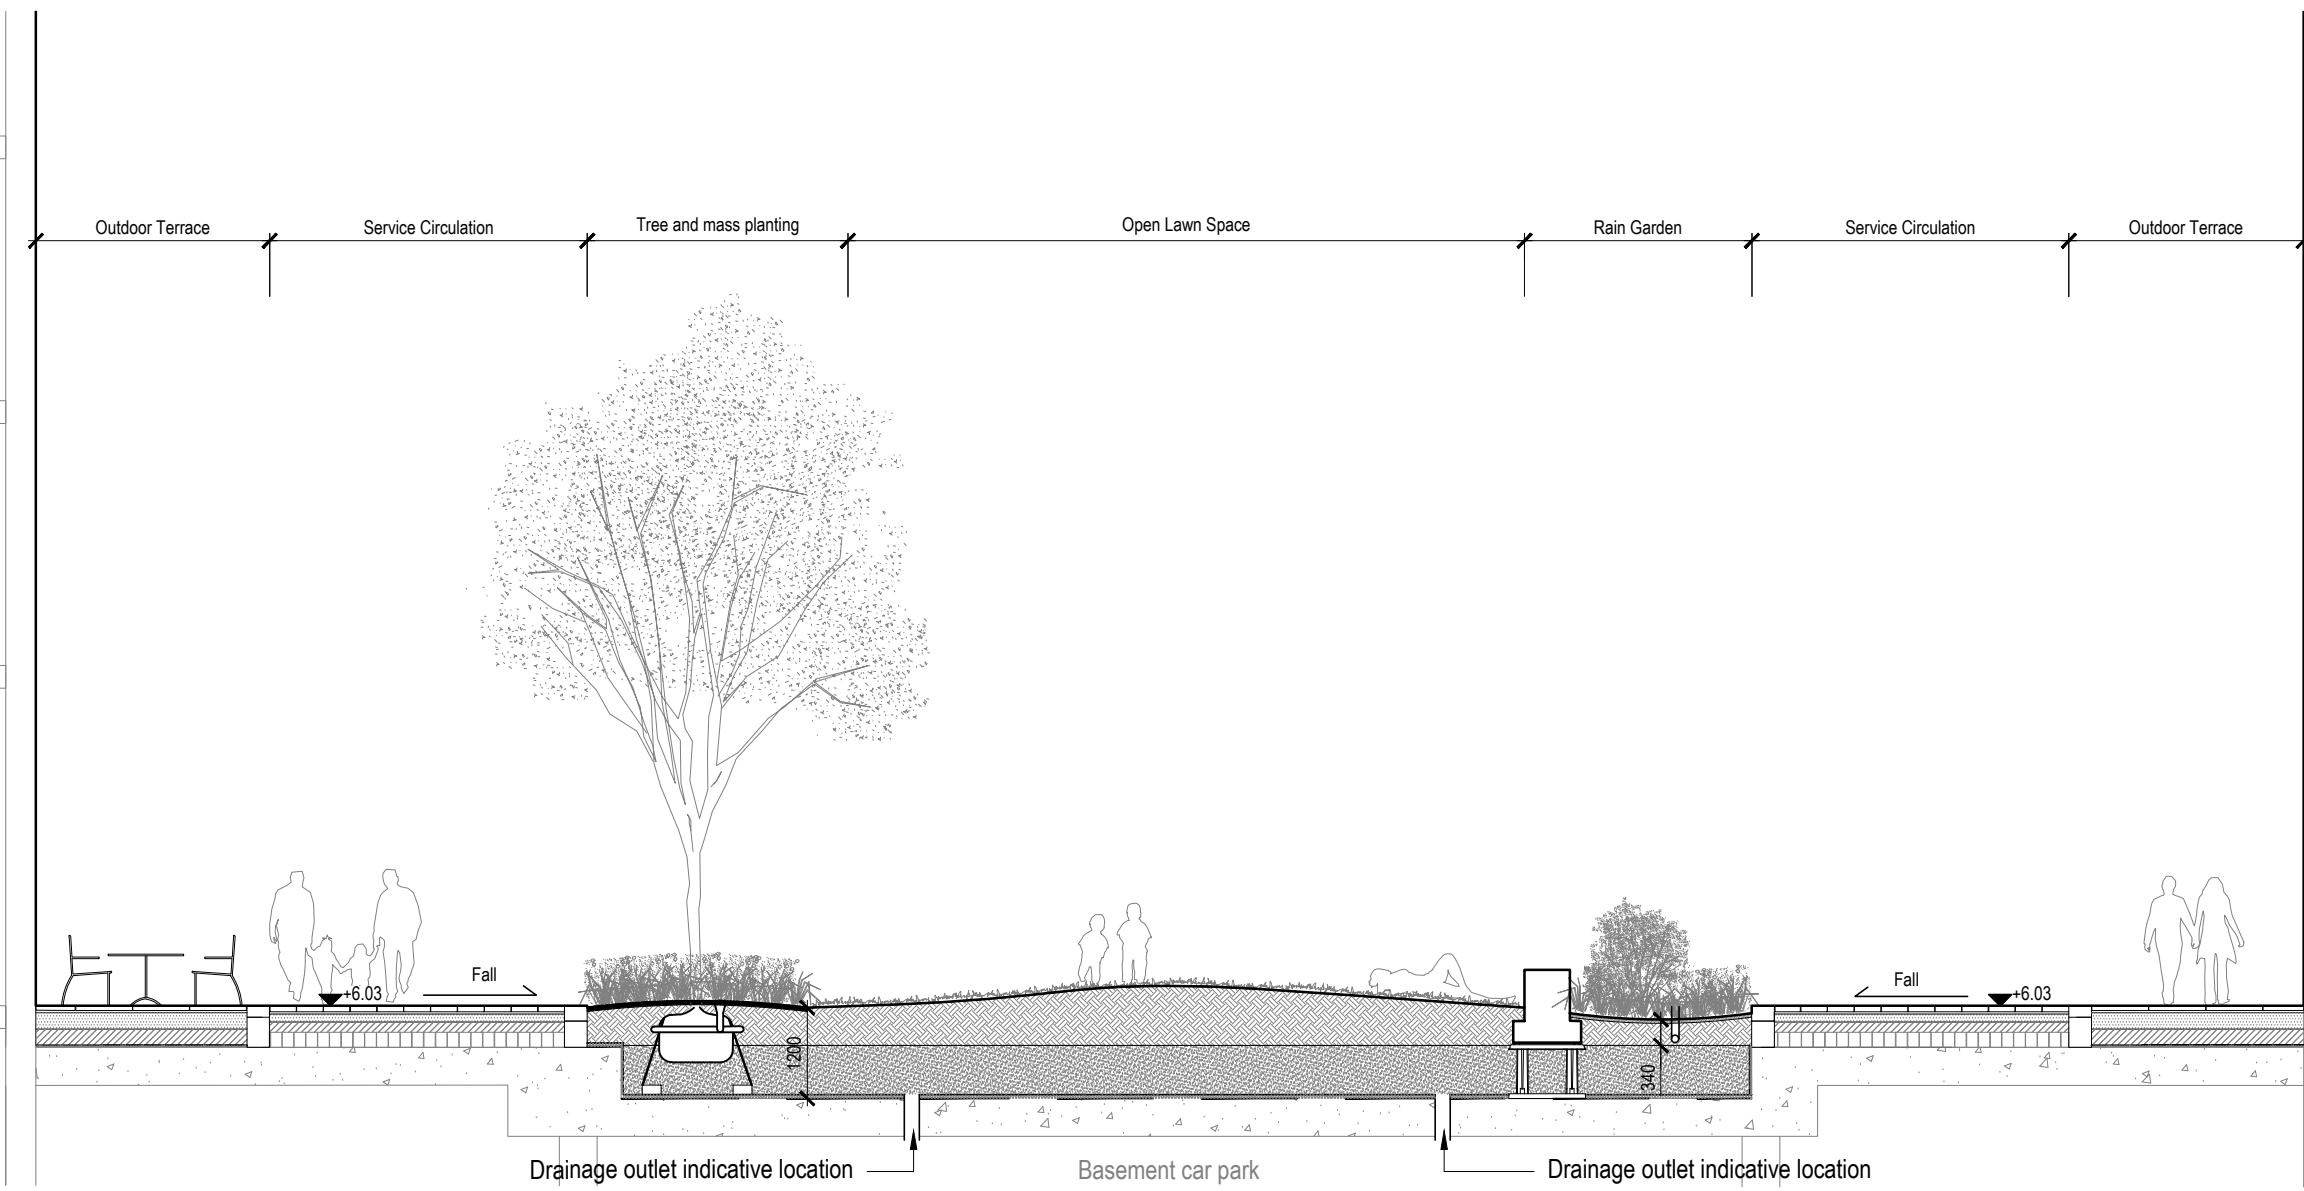 Outdoor Terrace
Service Circulation
Tree and mass planting
Open Lawn Space
Rain Garden
Service Circulation
Outdoor Terrace
+6.03
Fall
Fall
+6.03
1200
340
Drainage outlet indicative location
Basement car park
Drainage outlet indicative location